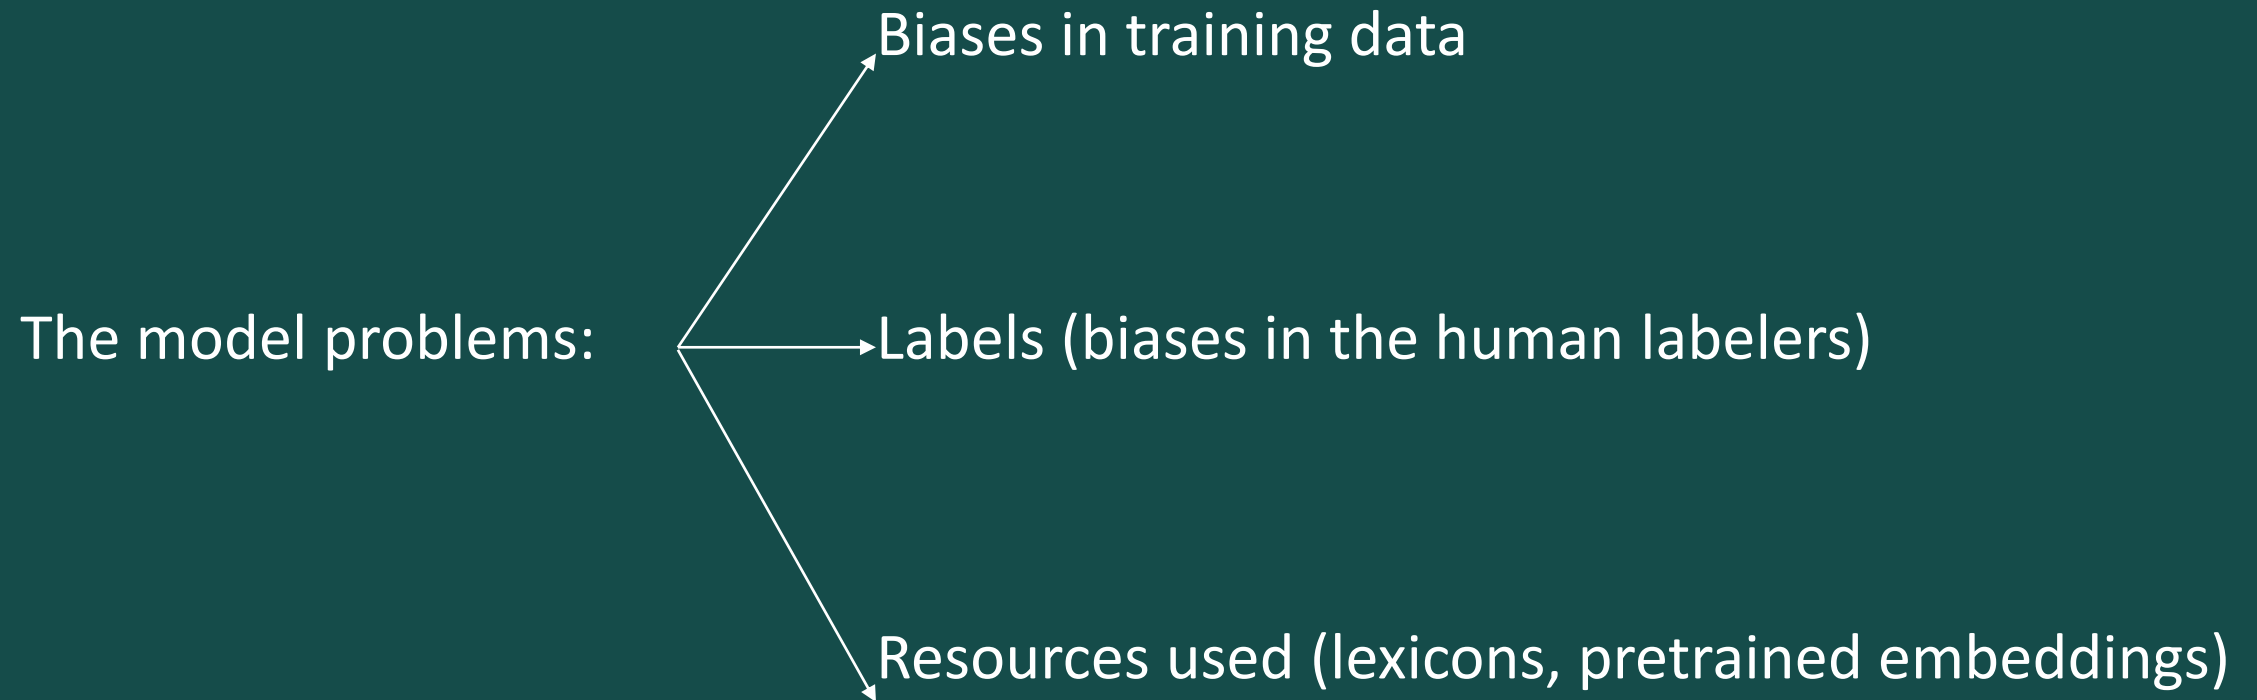 Biases in training data
The model problems:
Labels (biases in the human labelers)
Resources used (lexicons, pretrained embeddings)